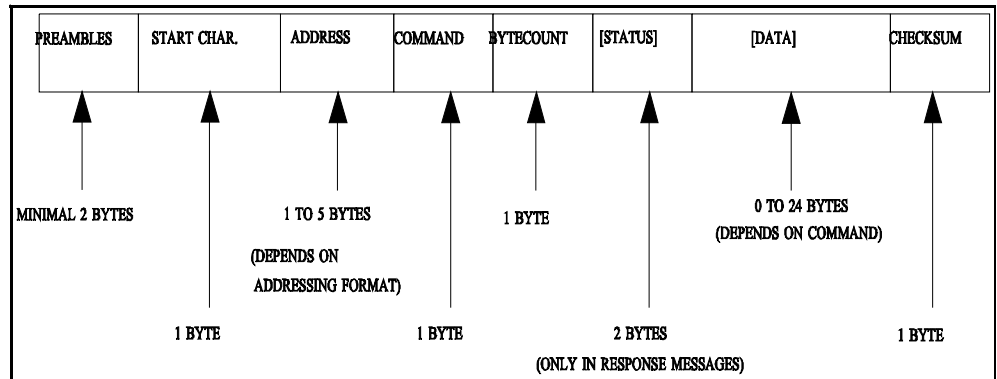 PREAMBLES START CHAR. ADDRESS COMMAND BYTECOUNT [STATUS] [DATA] CHECKSUM
MINIMAL 2 BYTES
1 TO 5 BYTES
(DEPENDS ON
ADDRESSING FORMAT)
1 BYTE
0 TO 24 BYTES
(DEPENDS ON COMMAND)
1 BYTE
1 BYTE
2 BYTES
(ONLY IN RESPONSE MESSAGES)
1 BYTE